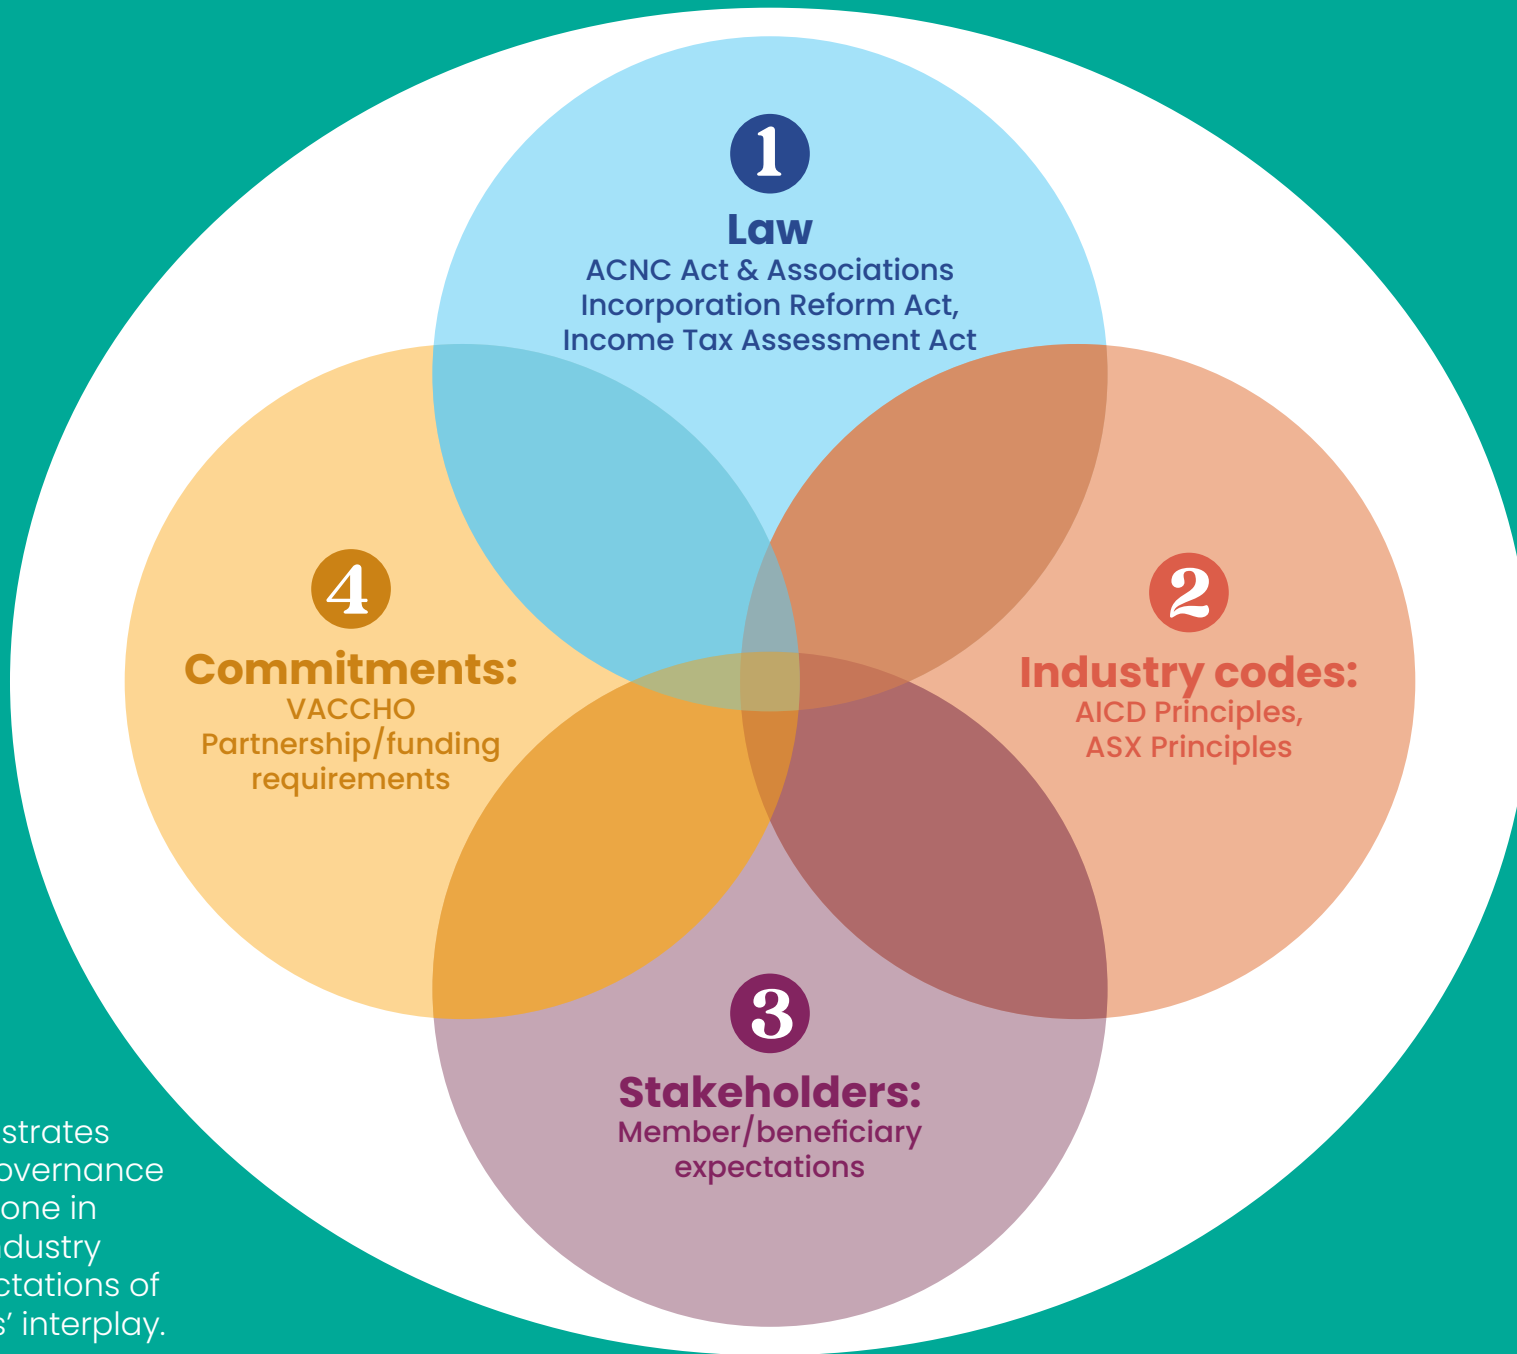 1
Law
ACNC Act & Associations
Incorporation Reform Act,
Income Tax Assessment Act
4
Commitments:
VACCHO
Partnership/funding
requirements
2
Industry codes:
AICD Principles,
ASX Principles
3
Stakeholders:
Member/beneficiary
expectations
strates
overnance
one in
dustry
ctations of
s’ interplay.